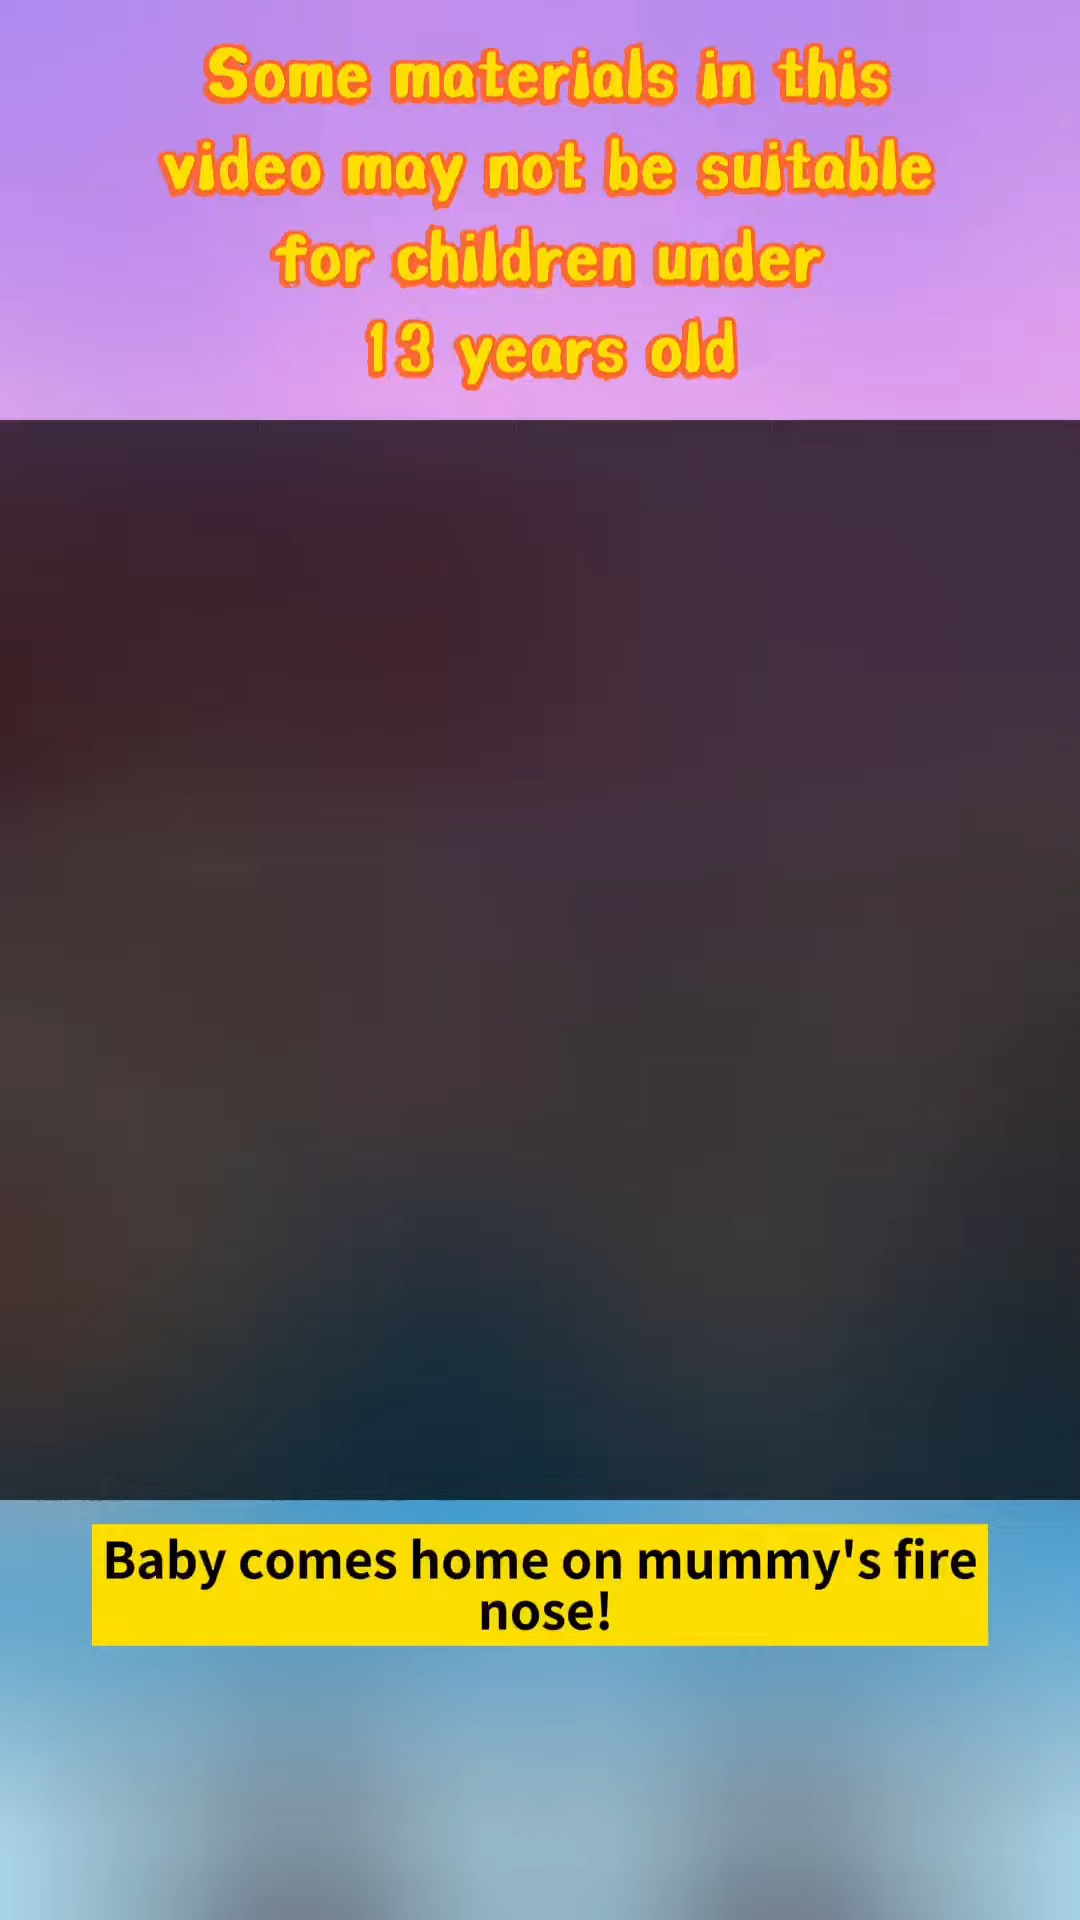 Some materials in this
video may not be suitable
for children under
13 years old
Baby comes home on mummy's fire
nose!